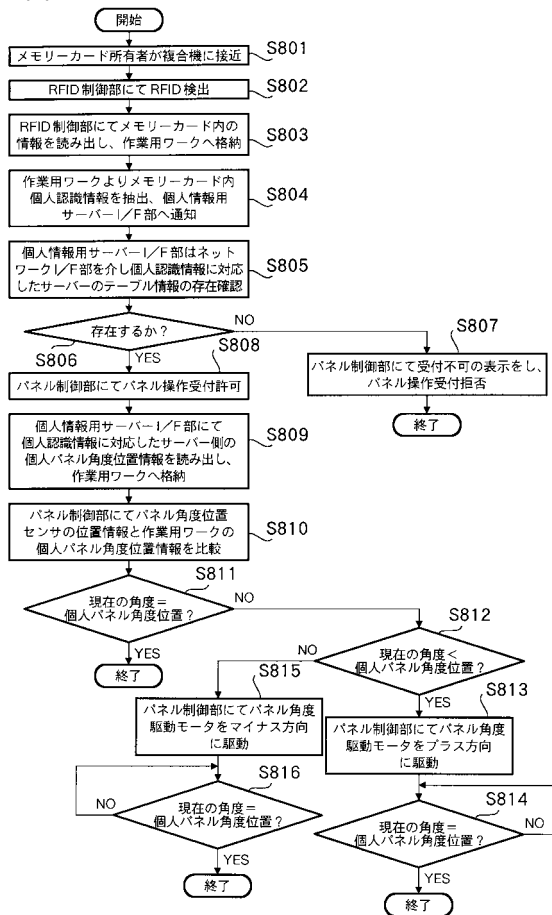 開始
メモリーカード所有者が複合機に接近
S801
RFID制御部にてRFID検出
S802
RFID制御部にてメモリーカード内の
情報を読み出し、作業用ワークへ格納
S803
作業用ワークよりメモリーカード内
個人認識情報を抽出、個人情報用
サーバーI/F部へ通知
S804
個人情報用サーバーI/F部はネット
ワークI/F部を介し個人認識情報に対応
したサーバーのテーブル情報の存在確認
S805
存在するか?
S806
NO
YES
S807
パネル制御部にて受付不可の表示をし、
パネル操作受付拒否
終了
S808
パネル制御部にてパネル操作受付許可
個人情報用サーバーI/F部にて
個人認識情報に対応したサーバー側の
個人パネル角度位置情報を読み出し、
作業用ワークへ格納
S809
パネル制御部にてパネル角度位置
センサの位置情報と作業用ワークの
個人パネル角度位置情報を比較
S810
S811
現在の角度=
個人パネル角度位置?
NO
YES
終了
S812
現在の角度<
個人パネル角度位置?
NO
YES
S815
パネル制御部にてパネル角度
駆動モータをマイナス方向
に駆動
S813
パネル制御部にてパネル角度
駆動モータをプラス方向
に駆動
S816
現在の角度=
個人パネル角度位置?
NO
YES
終了
S814
現在の角度=
個人パネル角度位置?
NO
YES
終了